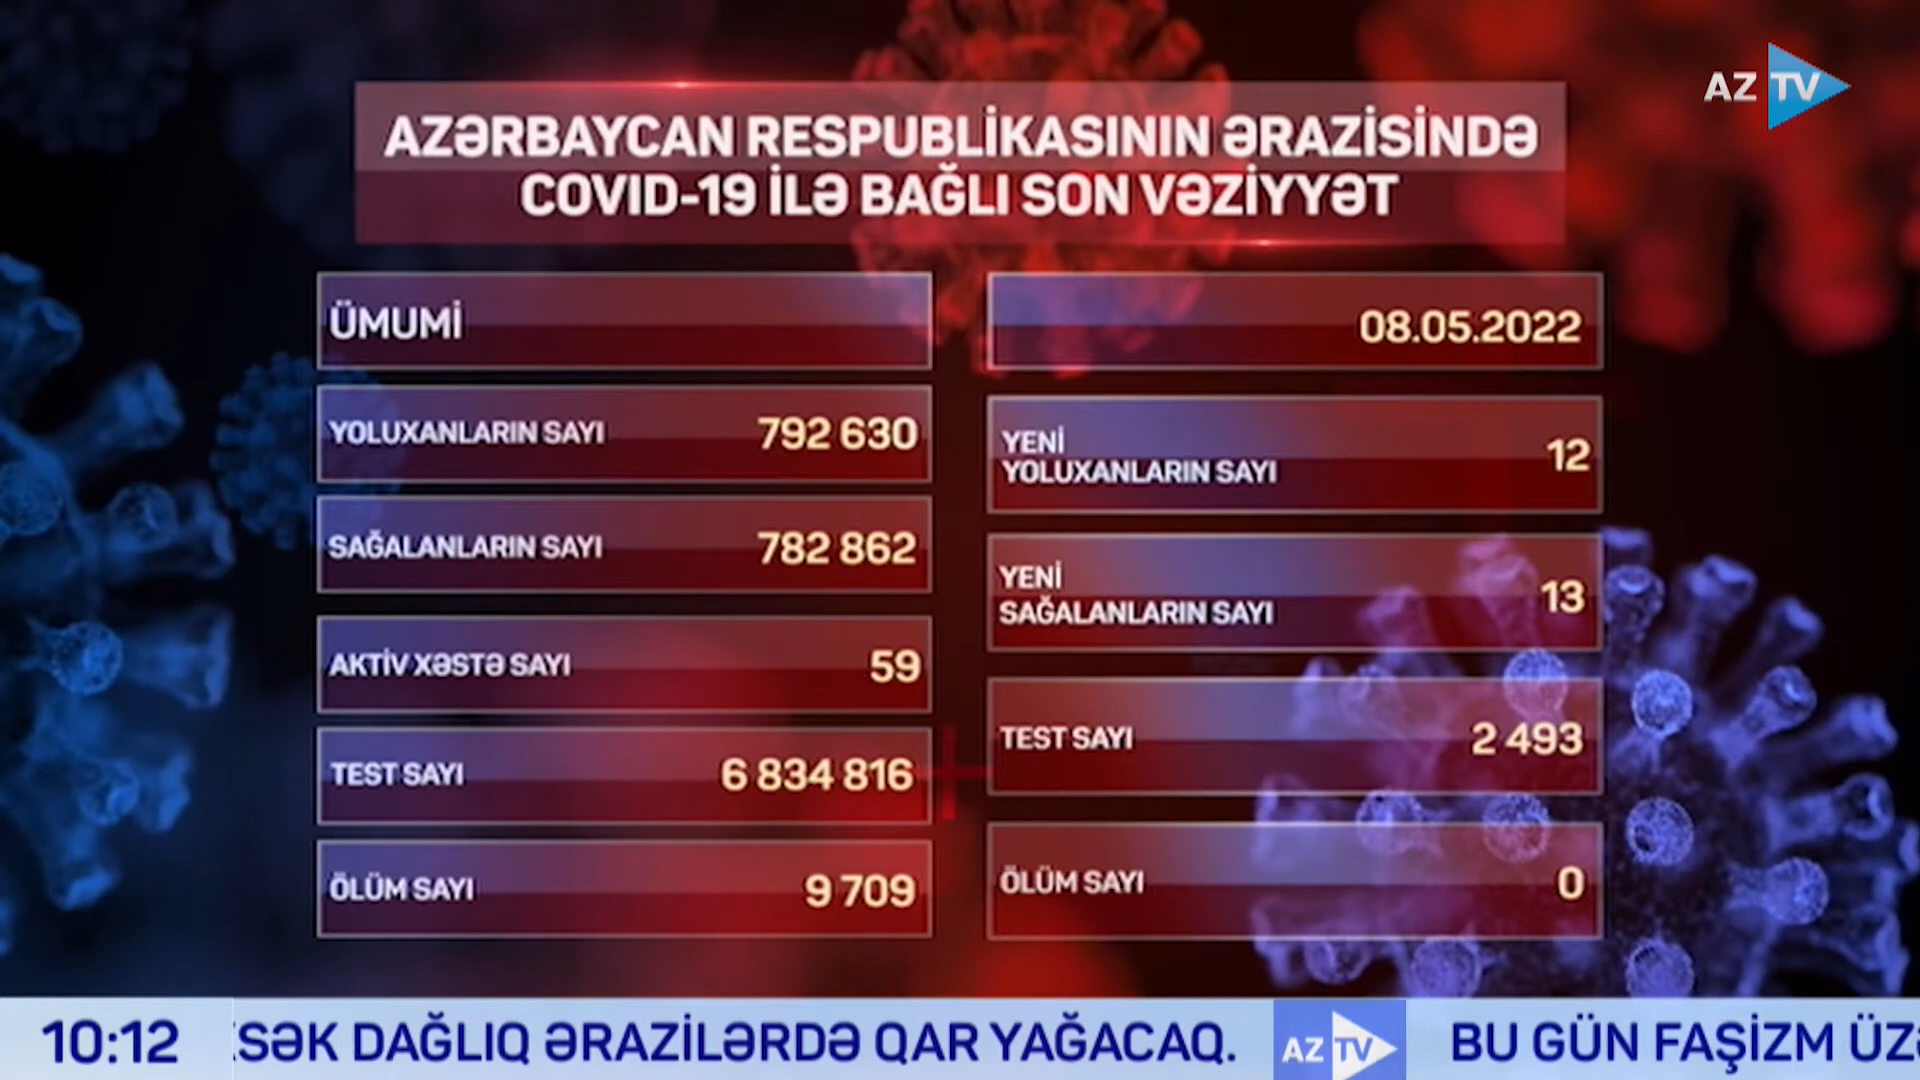 AZ TV
AZƏRBAYCAN RESPUBLİKASININ ƏRAZİSİNDƏ
COVID-19 İLƏ BAĞLI SON VƏZİYYƏT
ÜMUMİ
YOLUXANLARIN SAYI 792 630
SAĞALANLARIN SAYI 782 862
AKTİV XƏSTƏ SAYI 59
TEST SAYI 6 834 816
ÖLÜM SAYI 9 709
08.05.2022
YENİ
YOLUXANLARIN SAYI 12
YENİ
SAĞALANLARIN SAYI 13
TEST SAYI 2 493
ÖLÜM SAYI 0
10:12 DAĞLIQ ƏRAZİLƏRDƏ QAR YAĞACAQ. AZ TV BU GÜN FAŞİZM